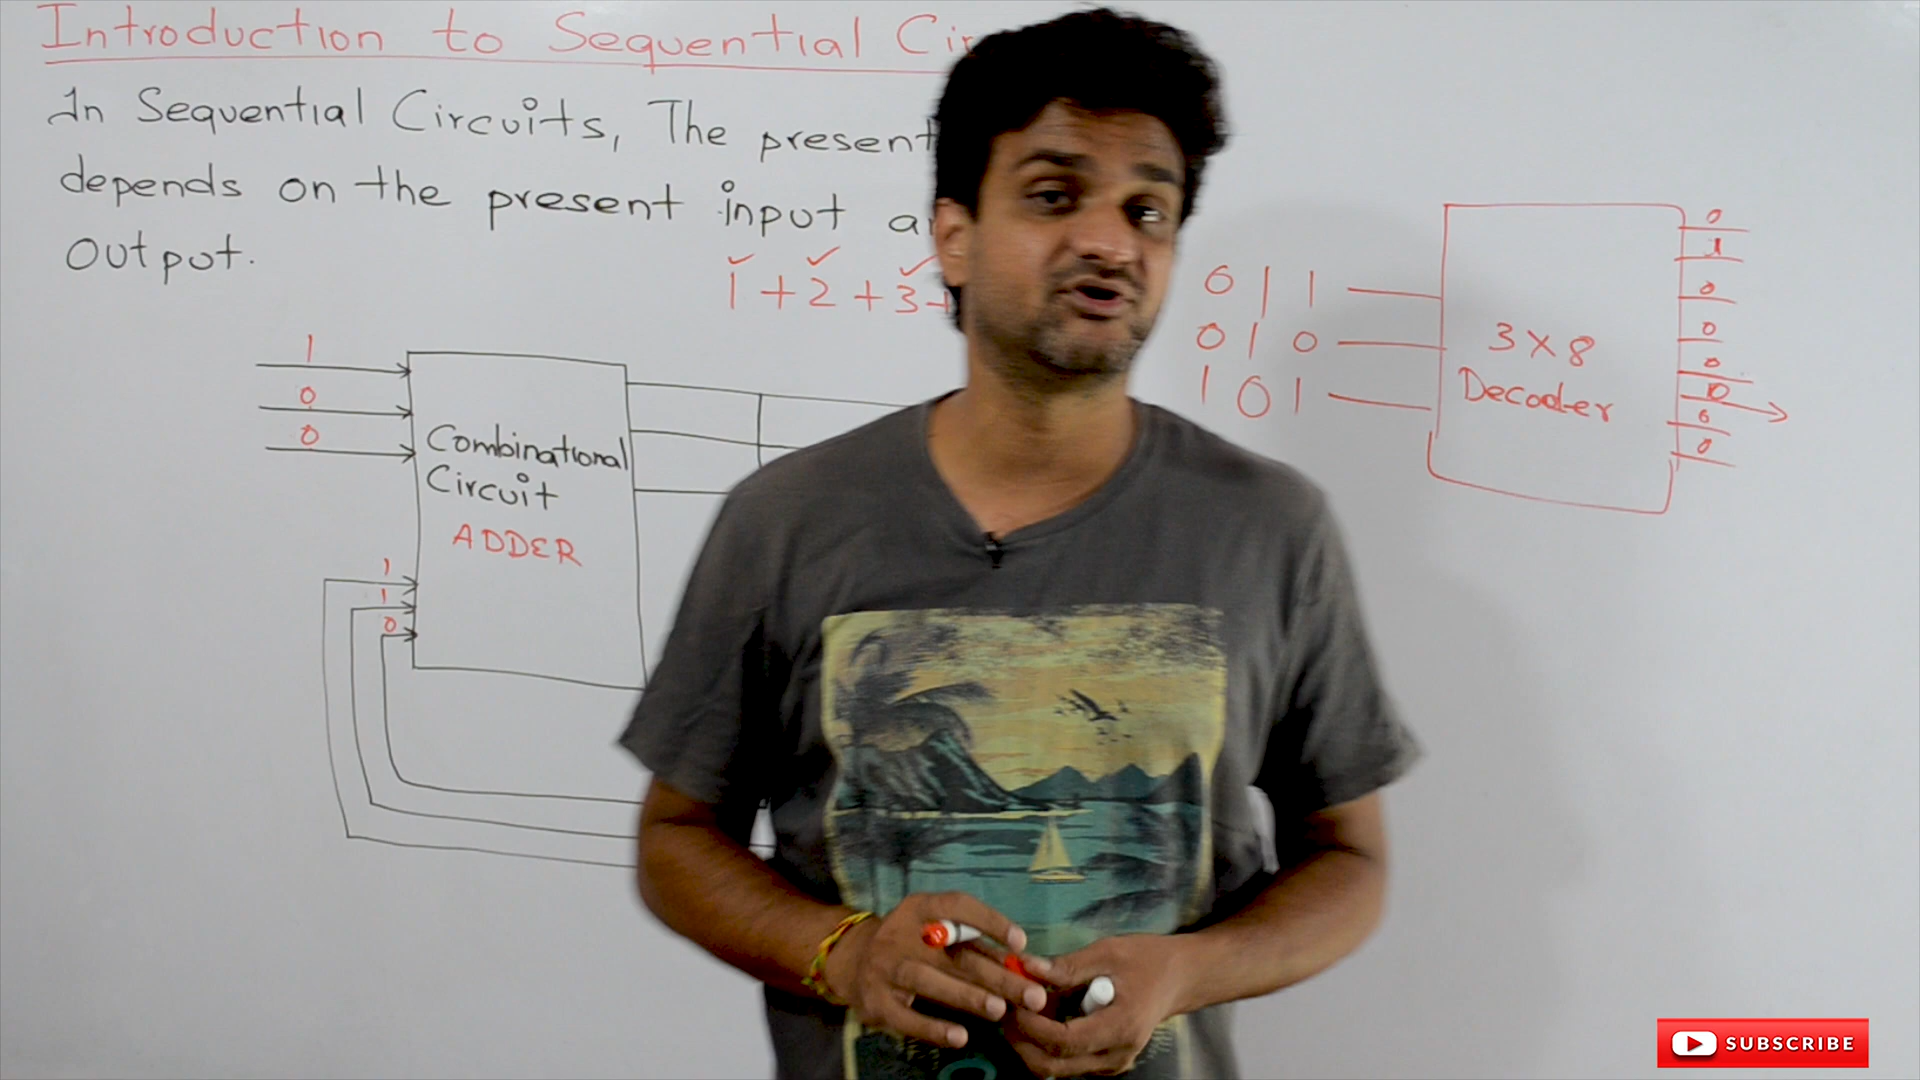 Introduction to Sequential Cir
In Sequential Circuits, The present
depends on the present input a
output.
1 + 2 + 3 +
1
0
0
Combinational
Circuit
ADDER
1
1
0
0 1 1
0 1 0
1 0 1
3 X 8
Decoder
0
1
0
0
0
0
0
SUBSCRIBE